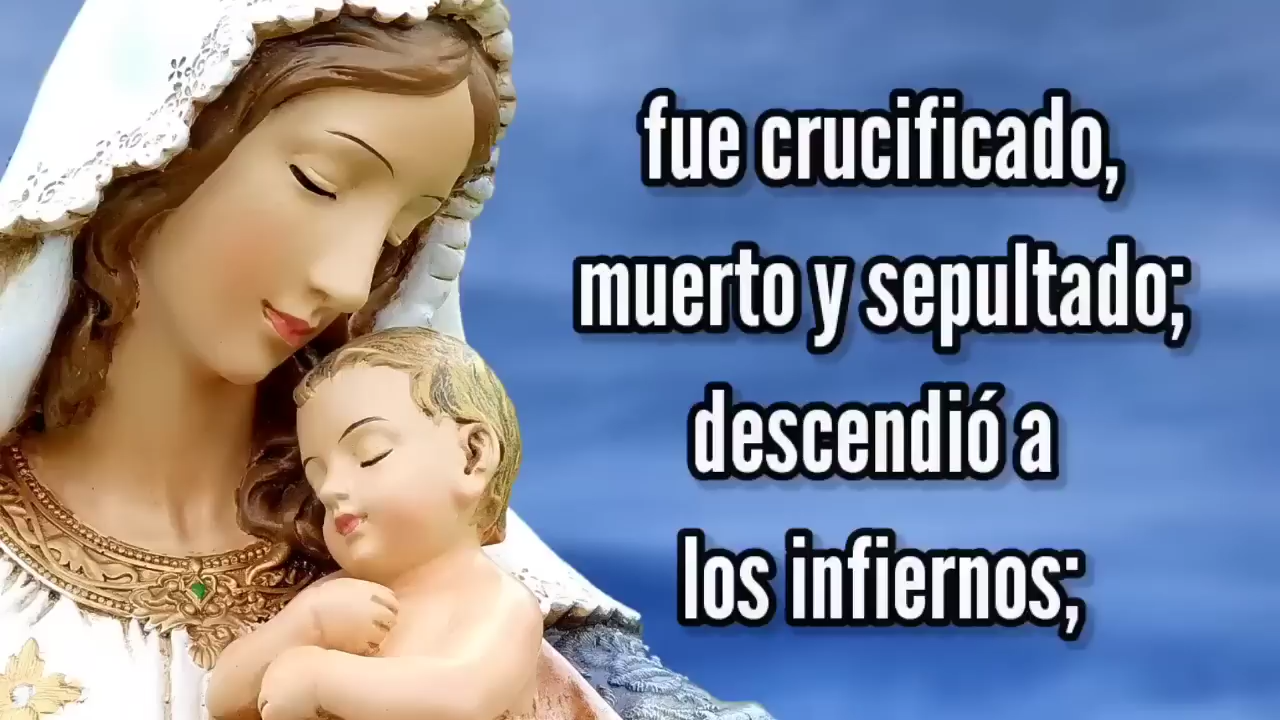 fue crucificado,
muerto y sepultado;
descendió a
los infiernos;